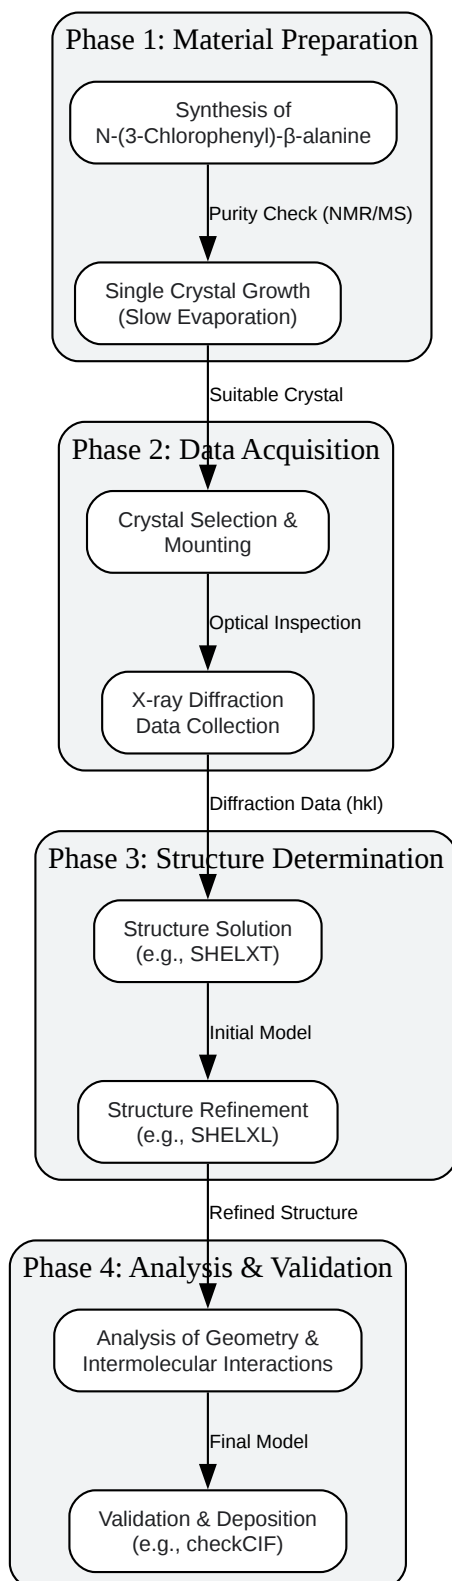 Phase 1: Material Preparation
Synthesis of
N-(3-Chlorophenyl)-β-alanine
Purity Check (NMR/MS)
Single Crystal Growth
(Slow Evaporation)
Suitable Crystal
Phase 2: Data Acquisition
Crystal Selection &
Mounting
Optical Inspection
X-ray Diffraction
Data Collection
Diffraction Data (hkl)
Phase 3: Structure Determination
Structure Solution
(e.g., SHELXT)
Initial Model
Structure Refinement
(e.g., SHELXL)
Refined Structure
Phase 4: Analysis & Validation
Analysis of Geometry &
Intermolecular Interactions
Final Model
Validation & Deposition
(e.g., checkCIF)